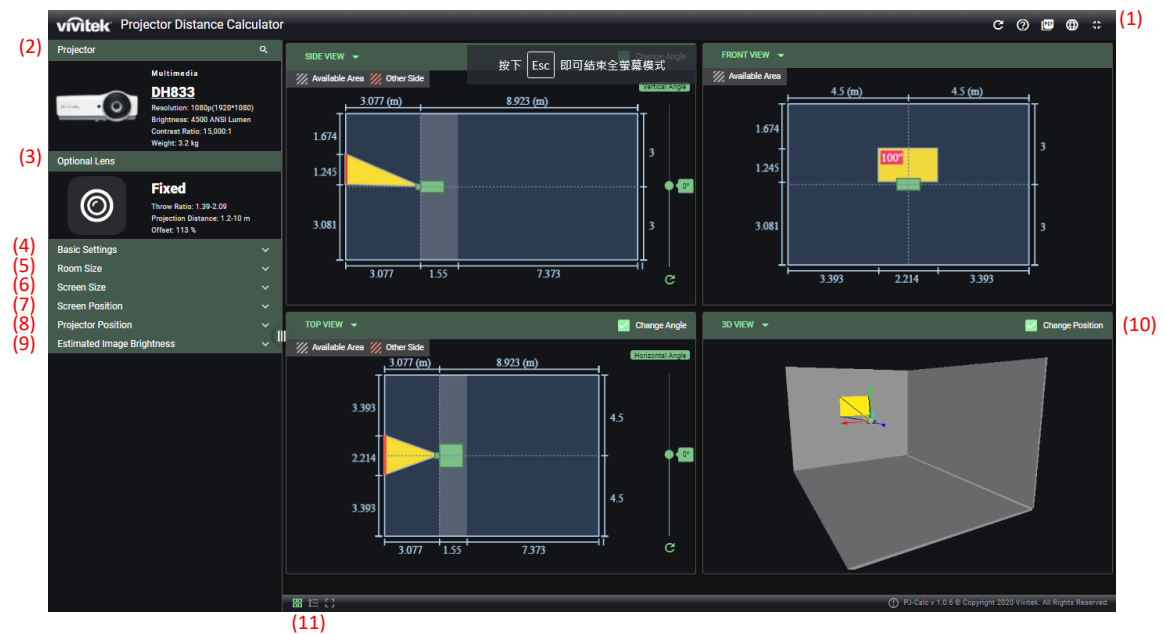 vivitek Projector Distance Calculator
(1)
(2)
Projector
Multimedia
DH833
Resolution: 1080p(1920*1080)
Brightness: 4500 ANSI Lumen
Contrast Ratio: 15,000:1
Weight: 3.2 kg
(3)
Optional Lens
Fixed
Throw Ratio: 1.39-2.09
Projection Distance: 1.2-10 m
Offset: 113 %
(4)
Basic Settings
(5)
Room Size
(6)
Screen Size
(7)
Screen Position
(8)
Projector Position
(9)
Estimated Image Brightness
SIDE VIEW
Change Angle
按下 Esc 即可結束全螢幕模式
Available Area Other Side
Vertical Angle
3.077 (m) 8.923 (m)
1.674
1.245
3.081
3
3
0°
3.077 1.55 7.373
FRONT VIEW
Available Area
4.5 (m) 4.5 (m)
1.674
1.245
3.081
100"
3
3
3.393 2.214 3.393
TOP VIEW
Change Angle
Available Area Other Side
Horizontal Angle
3.077 (m) 8.923 (m)
3.393
2.214
3.393
4.5
4.5
0°
3.077 1.55 7.373
3D VIEW
Change Position
(10)
PJ-Calc v 1.0.6 © Copyright 2020 Vivitek. All Rights Reserved.
(11)